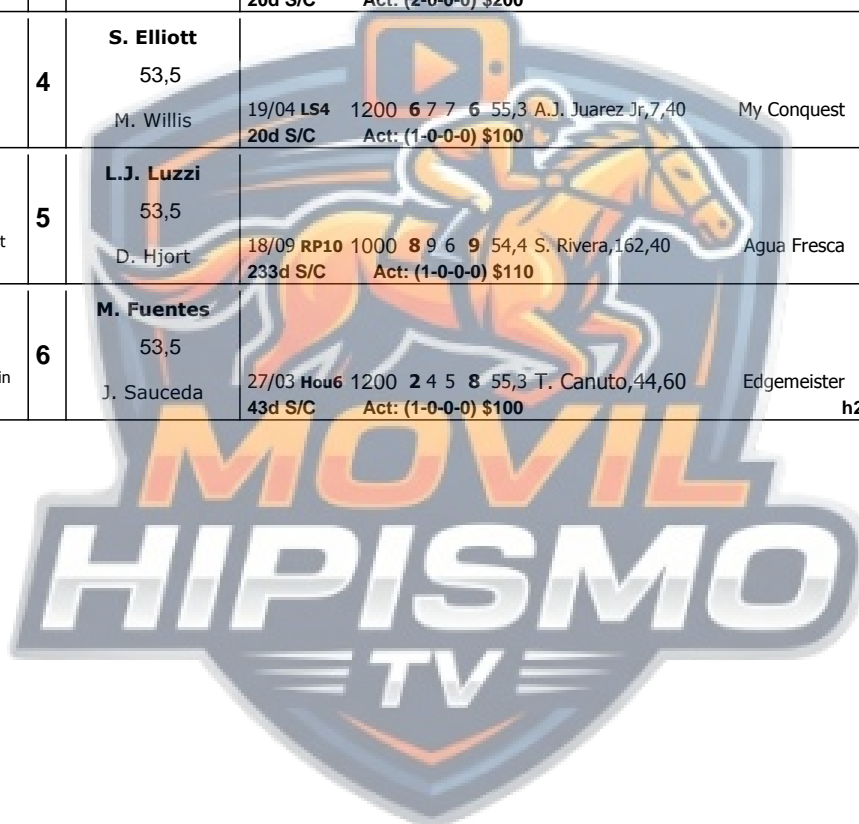 20d S/C Act: (2-0-0-0) $200
4
S. Elliott
53,5
M. Willis
19/04 LS4 1200 6 7 7 6 55,3 A.J. Juarez Jr,7,40 My Conquest
20d S/C Act: (1-0-0-0) $100
t
5
L.J. Luzzi
53,5
D. Hjort
18/09 RP10 1000 8 9 6 9 54,4 S. Rivera,162,40 Agua Fresca
233d S/C Act: (1-0-0-0) $110
in
6
M. Fuentes
53,5
J. Sauceda
27/03 Hou6 1200 2 4 5 8 55,3 T. Canuto,44,60 Edgemeister
43d S/C Act: (1-0-0-0) $100 h2
MOVIL
HIPISMO
TV